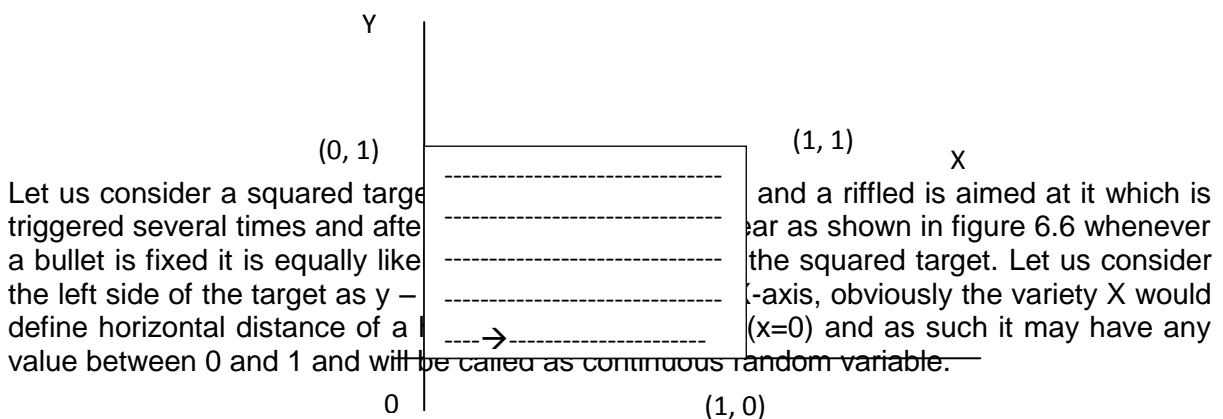 Y
(0, 1)
(1, 1)
X
Let us consider a squared targe and a riffled is aimed at it which is
triggered several times and afte ear as shown in figure 6.6 whenever
a bullet is fixed it is equally like the squared target. Let us consider
the left side of the target as y – -axis, obviously the variety X would
define horizontal distance of a (x=0) and as such it may have any
value between 0 and 1 and will be called as continuous random variable.
0
(1, 0)